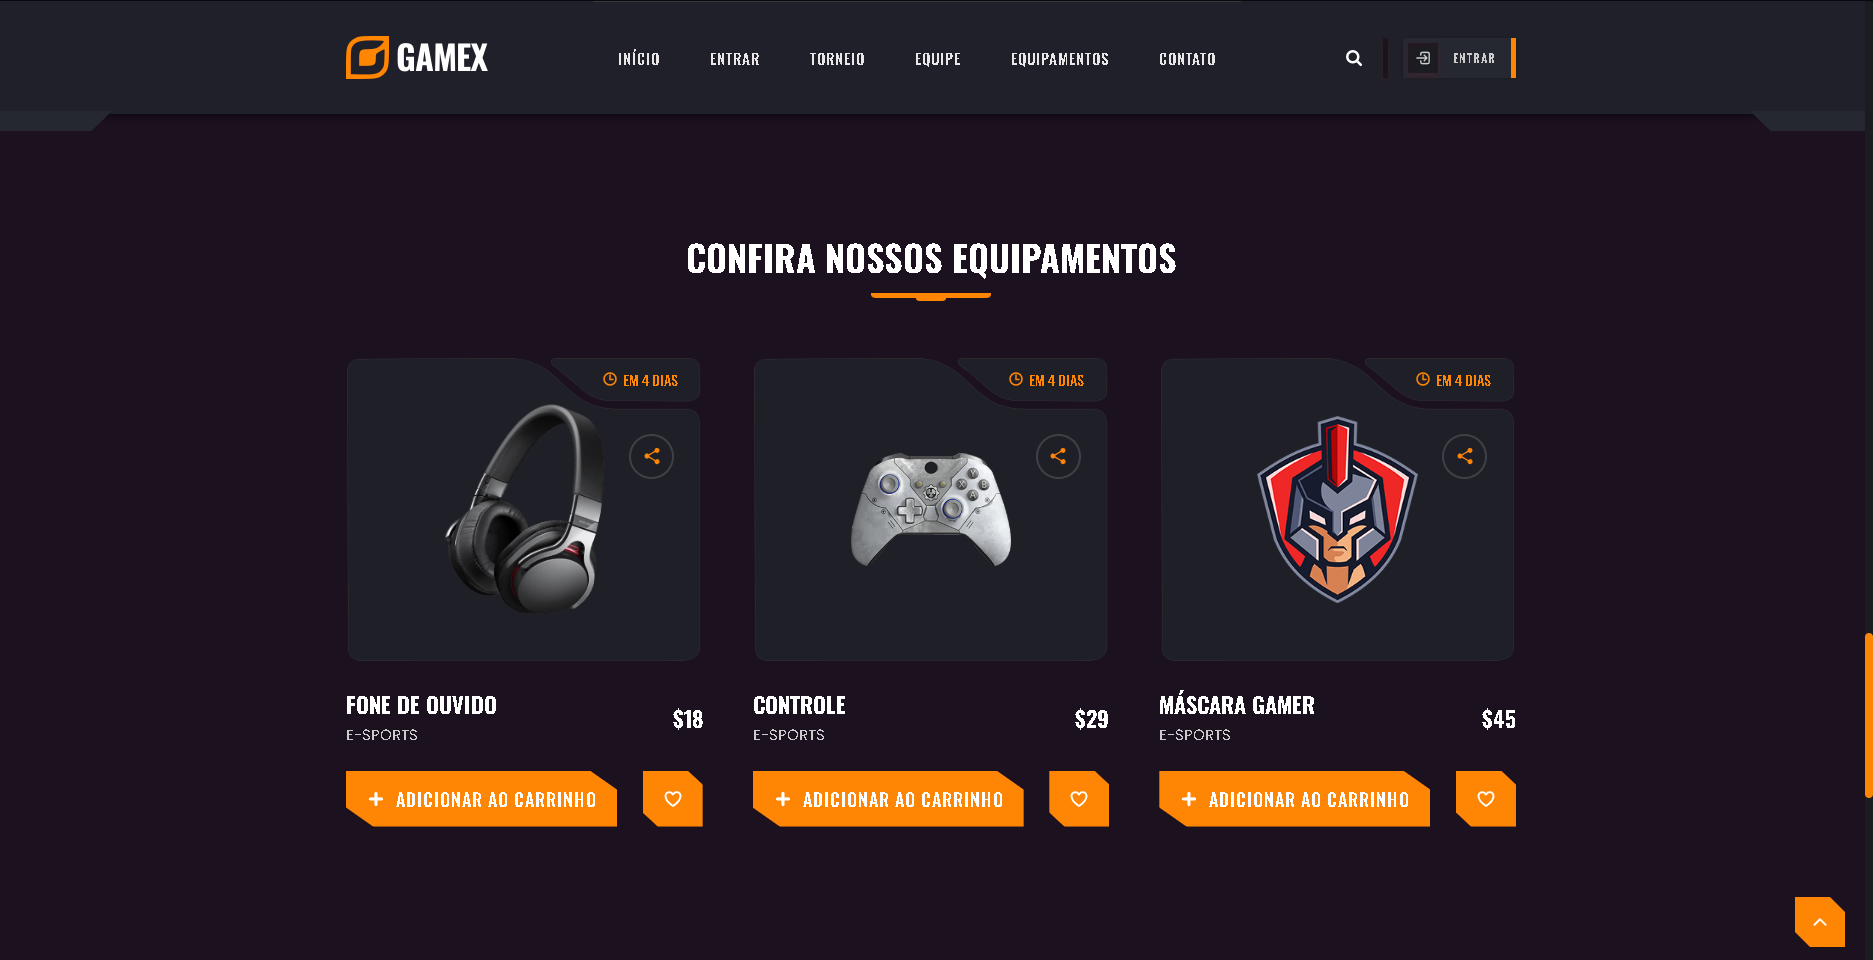 GAMEX
INÍCIO ENTRAR TORNEIO EQUIPE EQUIPAMENTOS CONTATO ENTRAR
CONFIRA NOSSOS EQUIPAMENTOS
EM 4 DIAS
EM 4 DIAS
EM 4 DIAS
Y
X B
A
FONE DE OUVIDO
E-SPORTS
$18
CONTROLE
E-SPORTS
$29
MÁSCARA GAMER
E-SPORTS
$45
+ ADICIONAR AO CARRINHO
+ ADICIONAR AO CARRINHO
+ ADICIONAR AO CARRINHO